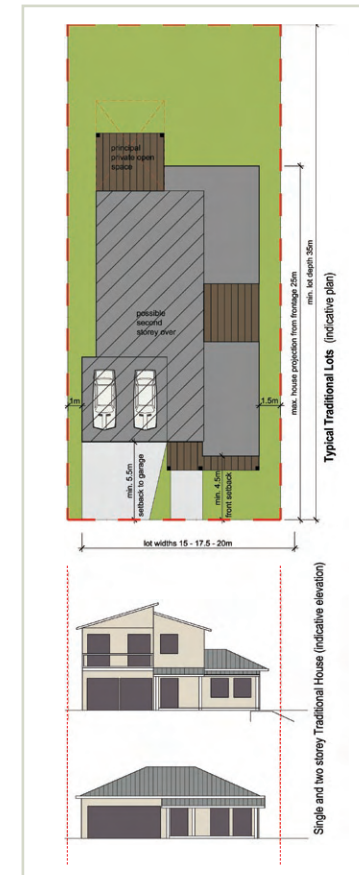 principal
private open
space
possible
second
storey over
1m
1.5m
min. 5.5m
setback to garage
min. 4.5m
front setback
lot widths 15 - 17.5 - 20m
max. house projection from frontage 25m
min. lot depth 35m
Typical Traditional Lots (indicative plan)
Single and two storey Traditional House (indicative elevation)